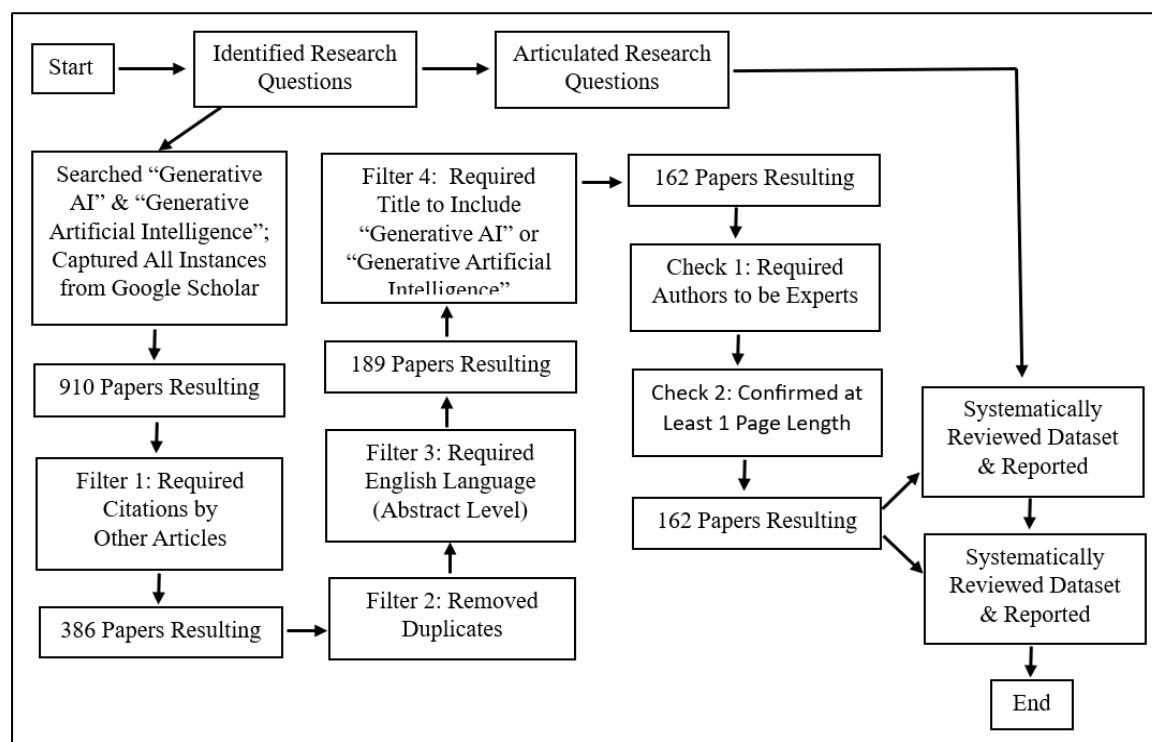 Start
Identified Research
Questions
Articulated Research
Questions
Searched “Generative
AI” & “Generative
Artificial Intelligence”;
Captured All Instances
from Google Scholar
910 Papers Resulting
Filter 1: Required
Citations by
Other Articles
386 Papers Resulting
Filter 2: Removed
Duplicates
Filter 3: Required
English Language
(Abstract Level)
189 Papers Resulting
Filter 4: Required
Title to Include
“Generative AI” or
“Generative Artificial
Intelligence”
162 Papers Resulting
Check 1: Required
Authors to be Experts
Check 2: Confirmed at
Least 1 Page Length
162 Papers Resulting
Systematically
Reviewed Dataset
& Reported
Systematically
Reviewed Dataset
& Reported
End